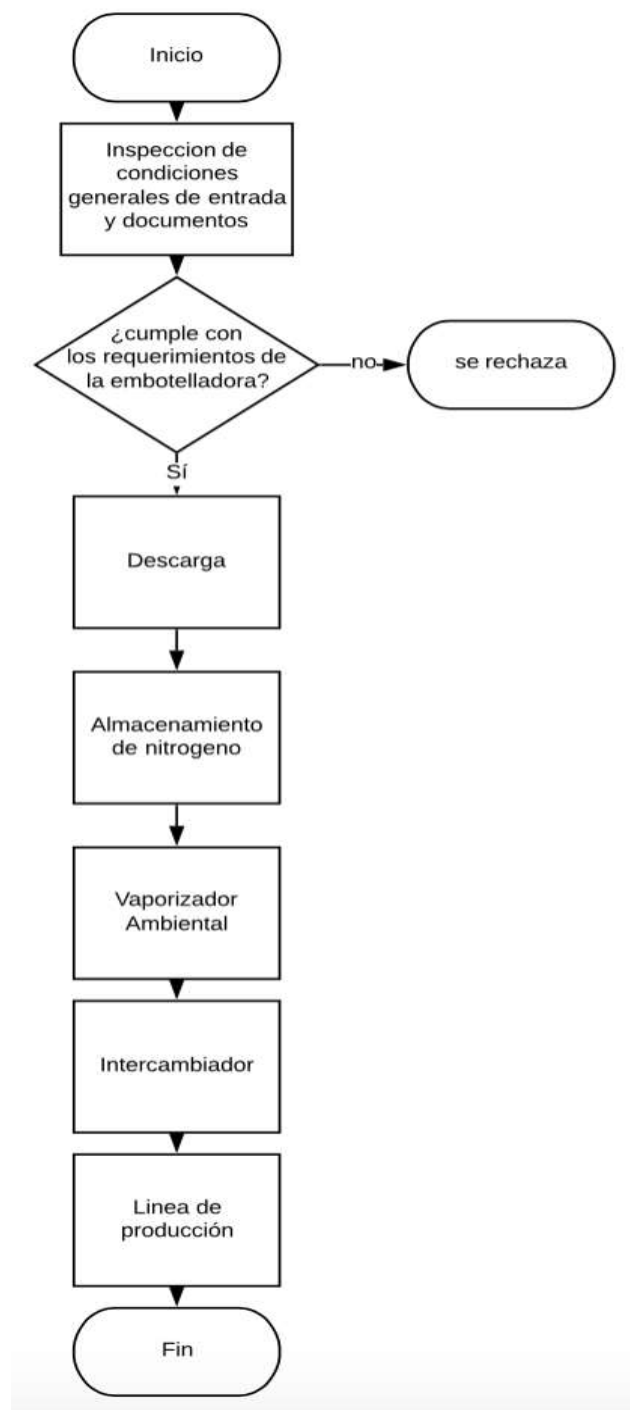 Inicio
Inspeccion de
condiciones
generales de entrada
y documentos
¿cumple con
los requerimientos de
la embotelladora?
no
se rechaza
Sí
Descarga
Almacenamiento
de nitrogeno
Vaporizador
Ambiental
Intercambiador
Linea de
producción
Fin